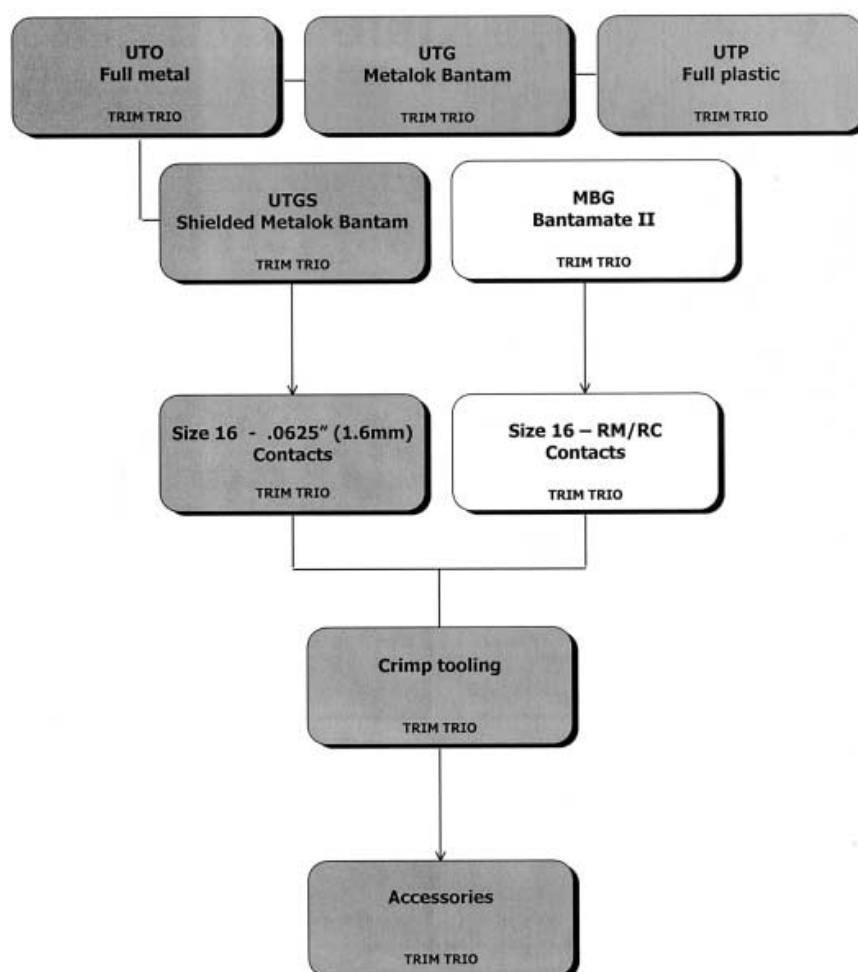 UTO
Full metal
TRIM TRIO
UTG
Metalok Bantam
TRIM TRIO
UTP
Full plastic
TRIM TRIO
UTGS
Shielded Metalok Bantam
TRIM TRIO
MBG
Bantamate II
TRIM TRIO
Size 16 - .0625” (1.6mm)
Contacts
TRIM TRIO
Size 16 – RM/RC
Contacts
TRIM TRIO
Crimp tooling
TRIM TRIO
Accessories
TRIM TRIO